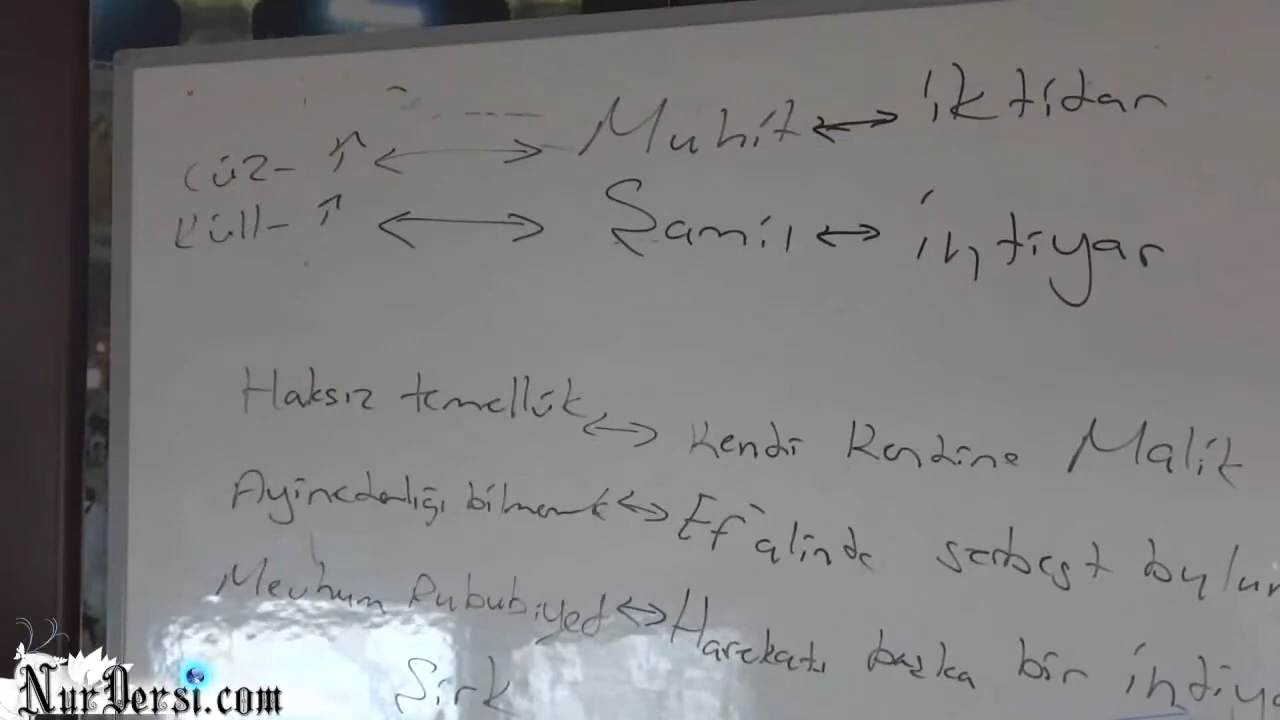 Cüz-↑ ↔ Muhit ↔ iktidar
Küll-↑ ↔ Şamil ↔ ihtiyar
Haksız temellük ↔ Kendi Kendine Malik
Ayinedarlığı bilmemek ↔ Ef'alinde serbest
Mevhum Rububiyed ↔ Harekatı başka bir
Şirk
NurDersi.com